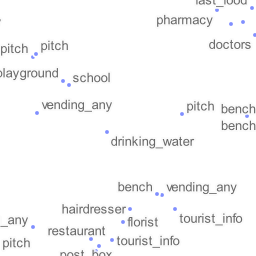 fast_food
pharmacy
doctors
pitch
pitch
playground
school
vending_any
pitch
bench
bench
drinking_water
bench
vending_any
hairdresser
florist
tourist_info
_any
restaurant
tourist_info
pitch
post_box